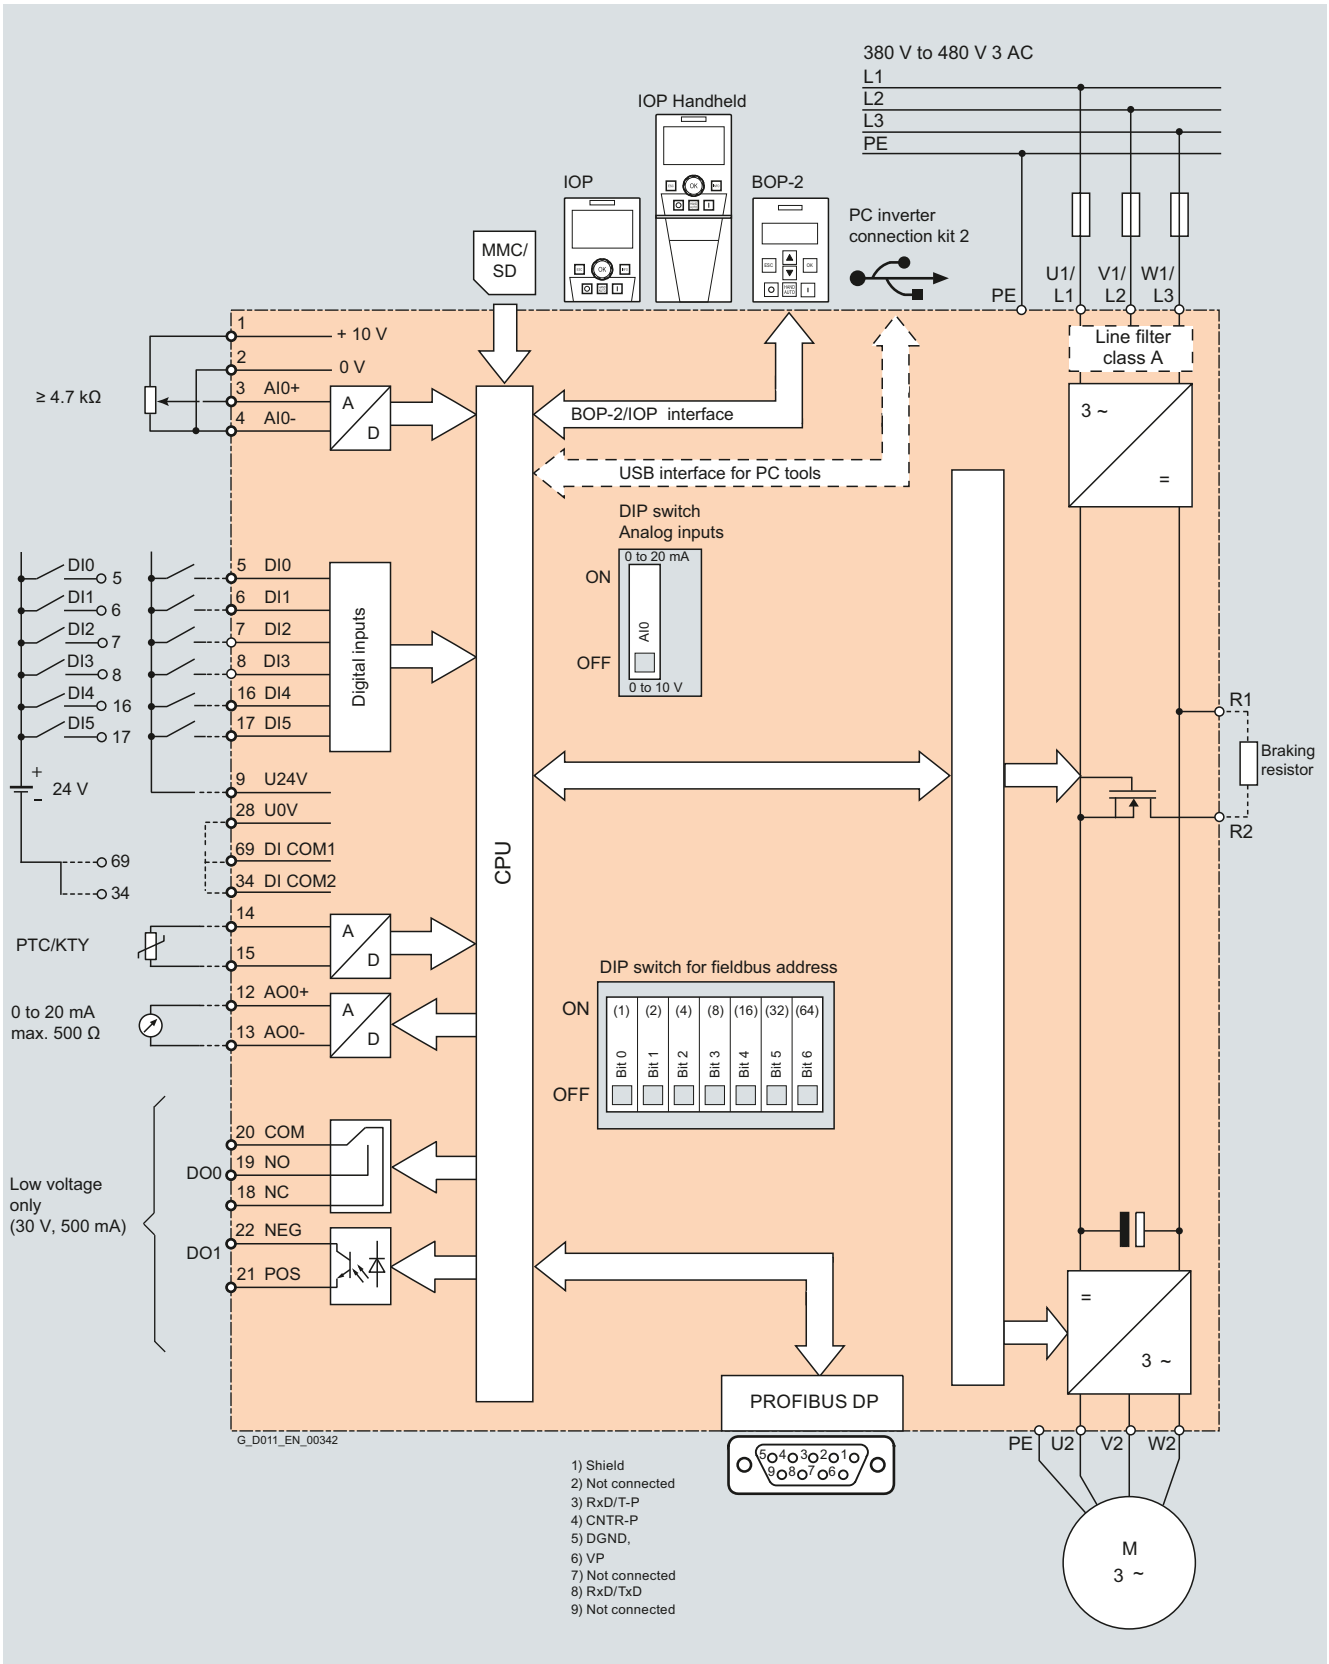 380 V to 480 V 3 AC
L1
L2
L3
PE
IOP Handheld
IOP
BOP-2
PC inverter
connection kit 2
MMC/
SD
ESC
OK
HAND
AUTO
I
PE
U1/
L1
V1/
L2
W1/
L3
Line filter
class A
3 ~
=
1
+ 10 V
2
0 V
3 AI0+
4 AI0-
≥ 4.7 kΩ
A
D
BOP-2/IOP interface
USB interface for PC tools
DIP switch
Analog inputs
0 to 20 mA
ON
AI0
OFF
0 to 10 V
DI0
5
DI1
6
DI2
7
DI3
8
DI4
16
DI5
17
5 DI0
6 DI1
7 DI2
8 DI3
16 DI4
17 DI5
Digital inputs
+
24 V
-
9 U24V
28 U0V
69 DI COM1
34 DI COM2
69
34
CPU
R1
Braking
resistor
R2
PTC/KTY
14
15
A
D
0 to 20 mA
max. 500 Ω
12 AO0+
13 AO0-
A
D
DIP switch for fieldbus address
ON
(1) (2) (4) (8) (16) (32) (64)
Bit 0 Bit 1 Bit 2 Bit 3 Bit 4 Bit 5 Bit 6
OFF
Low voltage
only
(30 V, 500 mA)
DO0
20 COM
19 NO
18 NC
DO1
22 NEG
21 POS
=
3 ~
PROFIBUS DP
G_D011_EN_00342
5 4 3 2 1
9 8 7 6
PE U2 V2 W2
M
3 ~
1) Shield
2) Not connected
3) RxD/T-P
4) CNTR-P
5) DGND,
6) VP
7) Not connected
8) RxD/TxD
9) Not connected